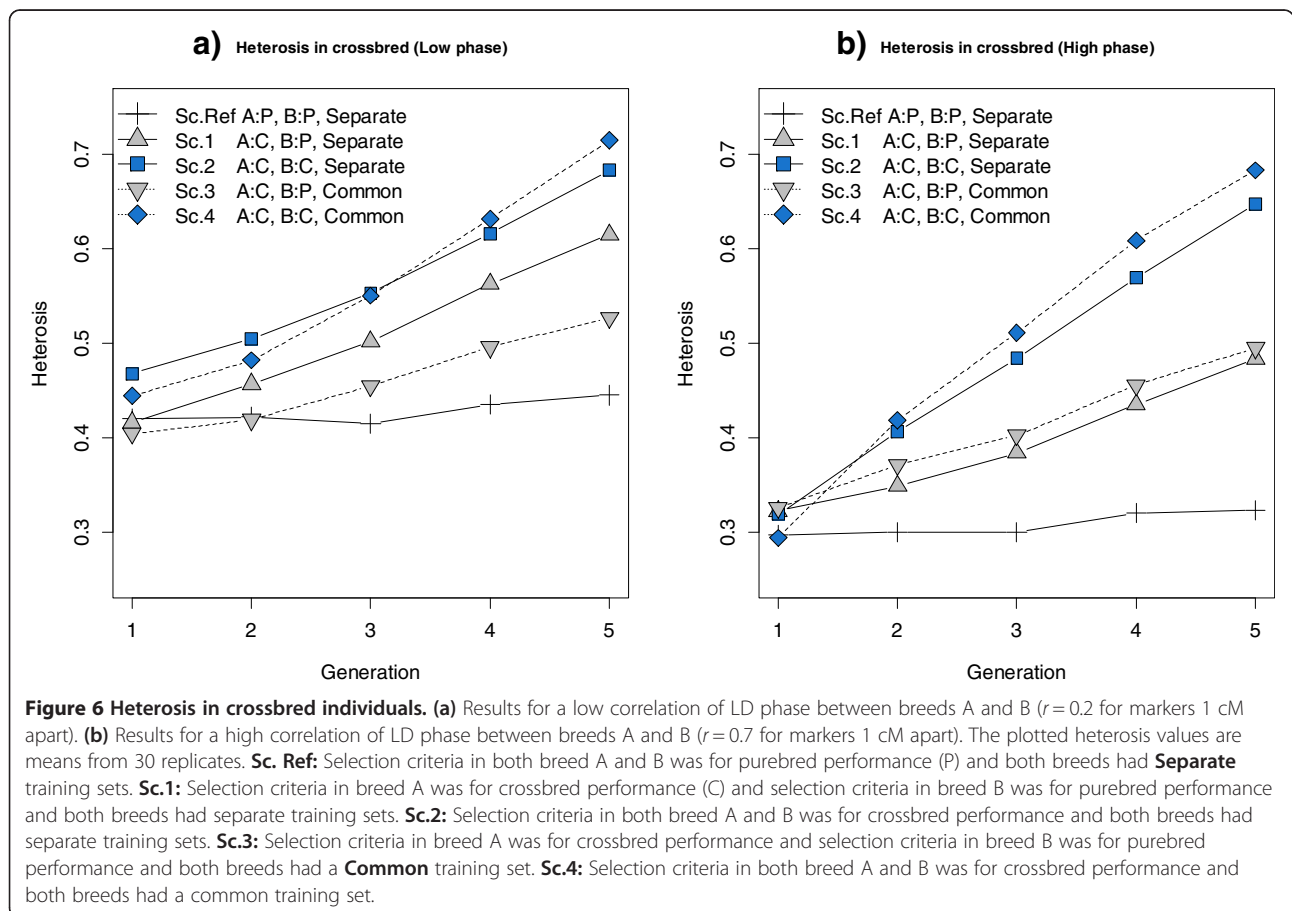 a) Heterosis in crossbred (Low phase)
Sc.Ref A:P, B:P, Separate
Sc.1 A:C, B:P, Separate
Sc.2 A:C, B:C, Separate
Sc.3 A:C, B:P, Common
Sc.4 A:C, B:C, Common
Heterosis
0.7
0.6
0.5
0.4
0.3
1 2 3 4 5
Generation
b) Heterosis in crossbred (High phase)
Sc.Ref A:P, B:P, Separate
Sc.1 A:C, B:P, Separate
Sc.2 A:C, B:C, Separate
Sc.3 A:C, B:P, Common
Sc.4 A:C, B:C, Common
Heterosis
0.7
0.6
0.5
0.4
0.3
1 2 3 4 5
Generation
Figure 6 Heterosis in crossbred individuals. (a) Results for a low correlation of LD phase between breeds A and B (r = 0.2 for markers 1 cM
apart). (b) Results for a high correlation of LD phase between breeds A and B (r = 0.7 for markers 1 cM apart). The plotted heterosis values are
means from 30 replicates. Sc. Ref: Selection criteria in both breed A and B was for purebred performance (P) and both breeds had Separate
training sets. Sc.1: Selection criteria in breed A was for crossbred performance (C) and selection criteria in breed B was for purebred performance
and both breeds had separate training sets. Sc.2: Selection criteria in both breed A and B was for crossbred performance and both breeds had
separate training sets. Sc.3: Selection criteria in breed A was for crossbred performance and selection criteria in breed B was for purebred
performance and both breeds had a Common training set. Sc.4: Selection criteria in both breed A and B was for crossbred performance and
both breeds had a common training set.